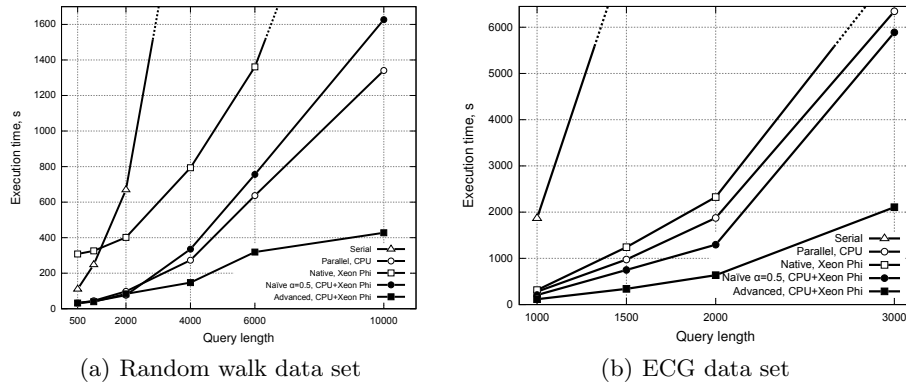 1600
1400
1200
1000
800
600
400
200
0
Execution time, s
500
2000
4000
6000
10000
Query length
Serial
Parallel, CPU
Native, Xeon Phi
Naïve α=0.5, CPU+Xeon Phi
Advanced, CPU+Xeon Phi
(a) Random walk data set
6000
5000
4000
3000
2000
1000
0
Execution time, s
1000
1500
2000
3000
Query length
Serial
Parallel, CPU
Native, Xeon Phi
Naïve α=0.5, CPU+Xeon Phi
Advanced, CPU+Xeon Phi
(b) ECG data set